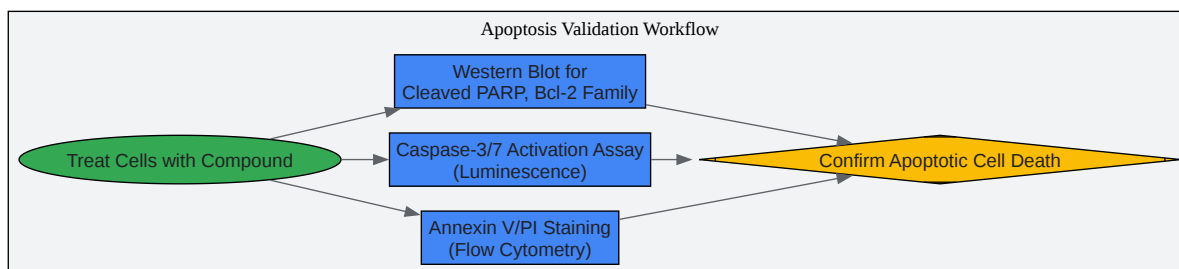 Apoptosis Validation Workflow
Western Blot for
Cleaved PARP, Bcl-2 Family
Treat Cells with Compound
Caspase-3/7 Activation Assay
(Luminescence)
Confirm Apoptotic Cell Death
Annexin V/PI Staining
(Flow Cytometry)